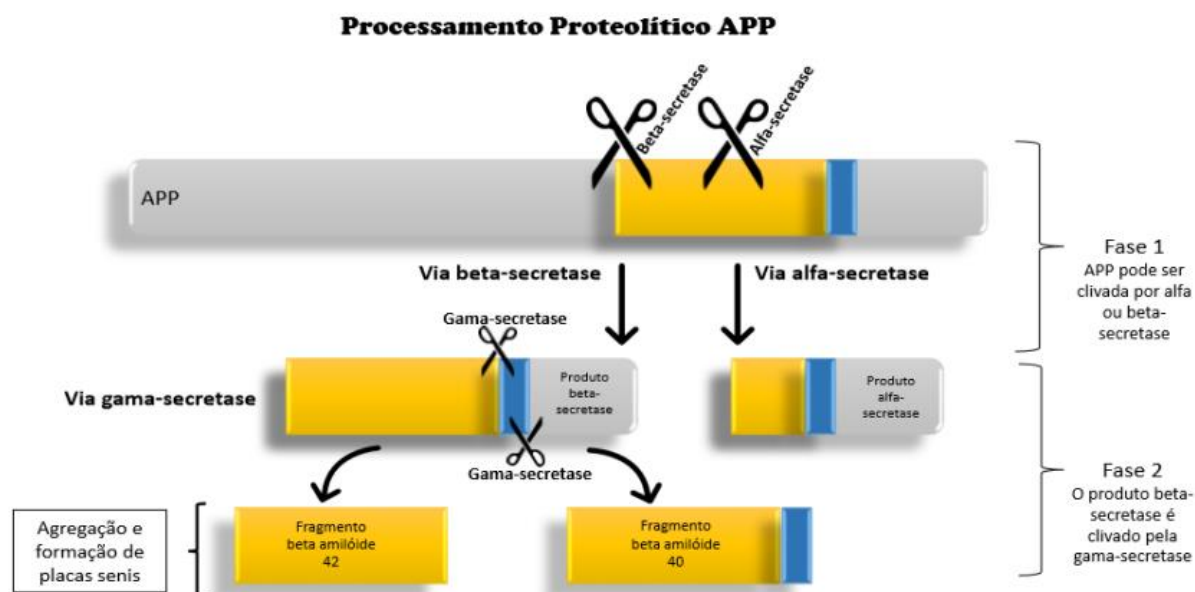 Processamento Proteolítico APP
Beta-secretase
Alfa-secretase
APP
Via beta-secretase
Via alfa-secretase
Fase 1
APP pode ser
clivada por alfa
ou beta-
secretase
Gama-secretase
Via gama-secretase
Produto
beta-
secretase
Produto
alfa-
secretase
Gama-secretase
Fase 2
O produto beta-
secretase é
clivado pela
gama-secretase
Agregação e
formação de
placas senis
Fragmento
beta amilóide
42
Fragmento
beta amilóide
40